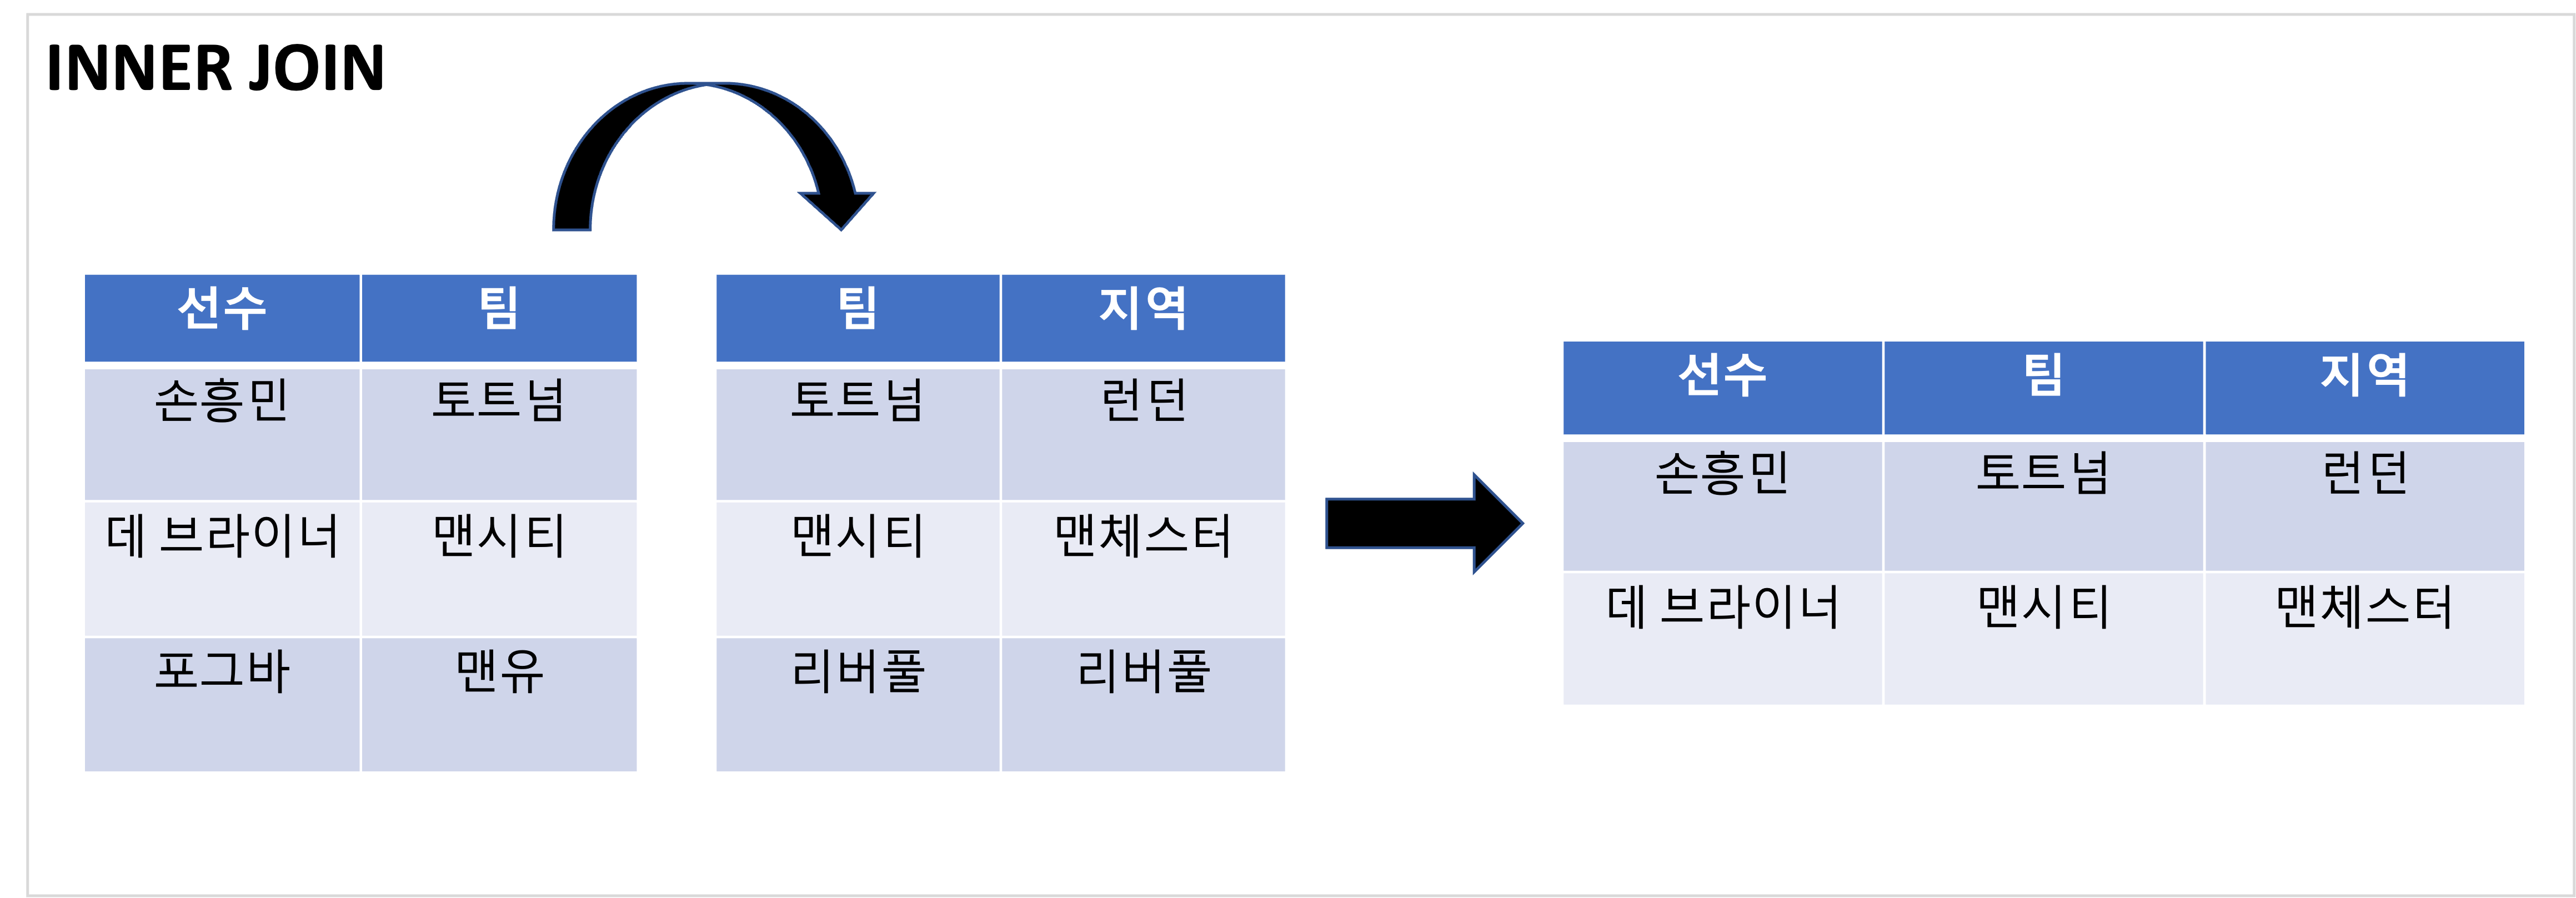 INNER JOIN
선수 팀
손흥민 토트넘
데 브라이너 맨시티
포그바 맨유
팀 지역
토트넘 런던
맨시티 맨체스터
리버풀 리버풀
선수 팀 지역
손흥민 토트넘 런던
데 브라이너 맨시티 맨체스터